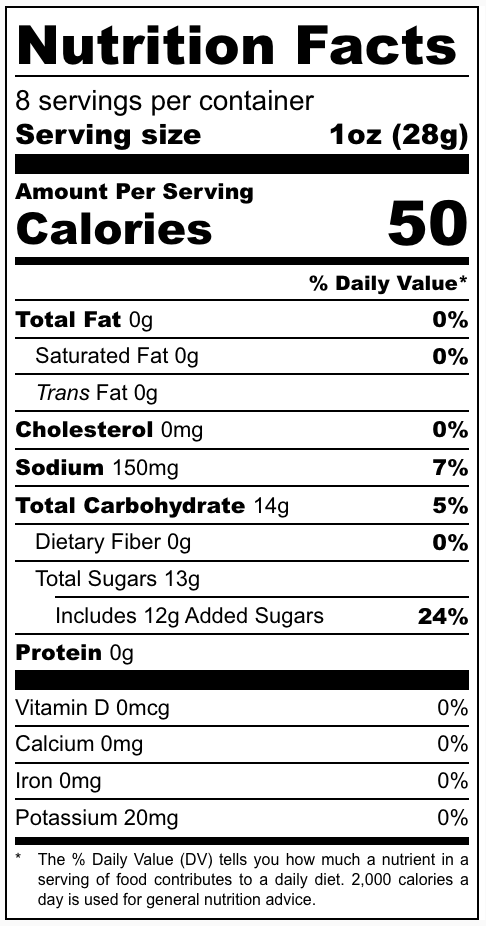 Nutrition Facts
8 servings per container
Serving size 1oz (28g)
Amount Per Serving
Calories 50
% Daily Value*
Total Fat 0g 0%
Saturated Fat 0g 0%
Trans Fat 0g
Cholesterol 0mg 0%
Sodium 150mg 7%
Total Carbohydrate 14g 5%
Dietary Fiber 0g 0%
Total Sugars 13g
Includes 12g Added Sugars 24%
Protein 0g
Vitamin D 0mcg 0%
Calcium 0mg 0%
Iron 0mg 0%
Potassium 20mg 0%
* The % Daily Value (DV) tells you how much a nutrient in a
serving of food contributes to a daily diet. 2,000 calories a
day is used for general nutrition advice.